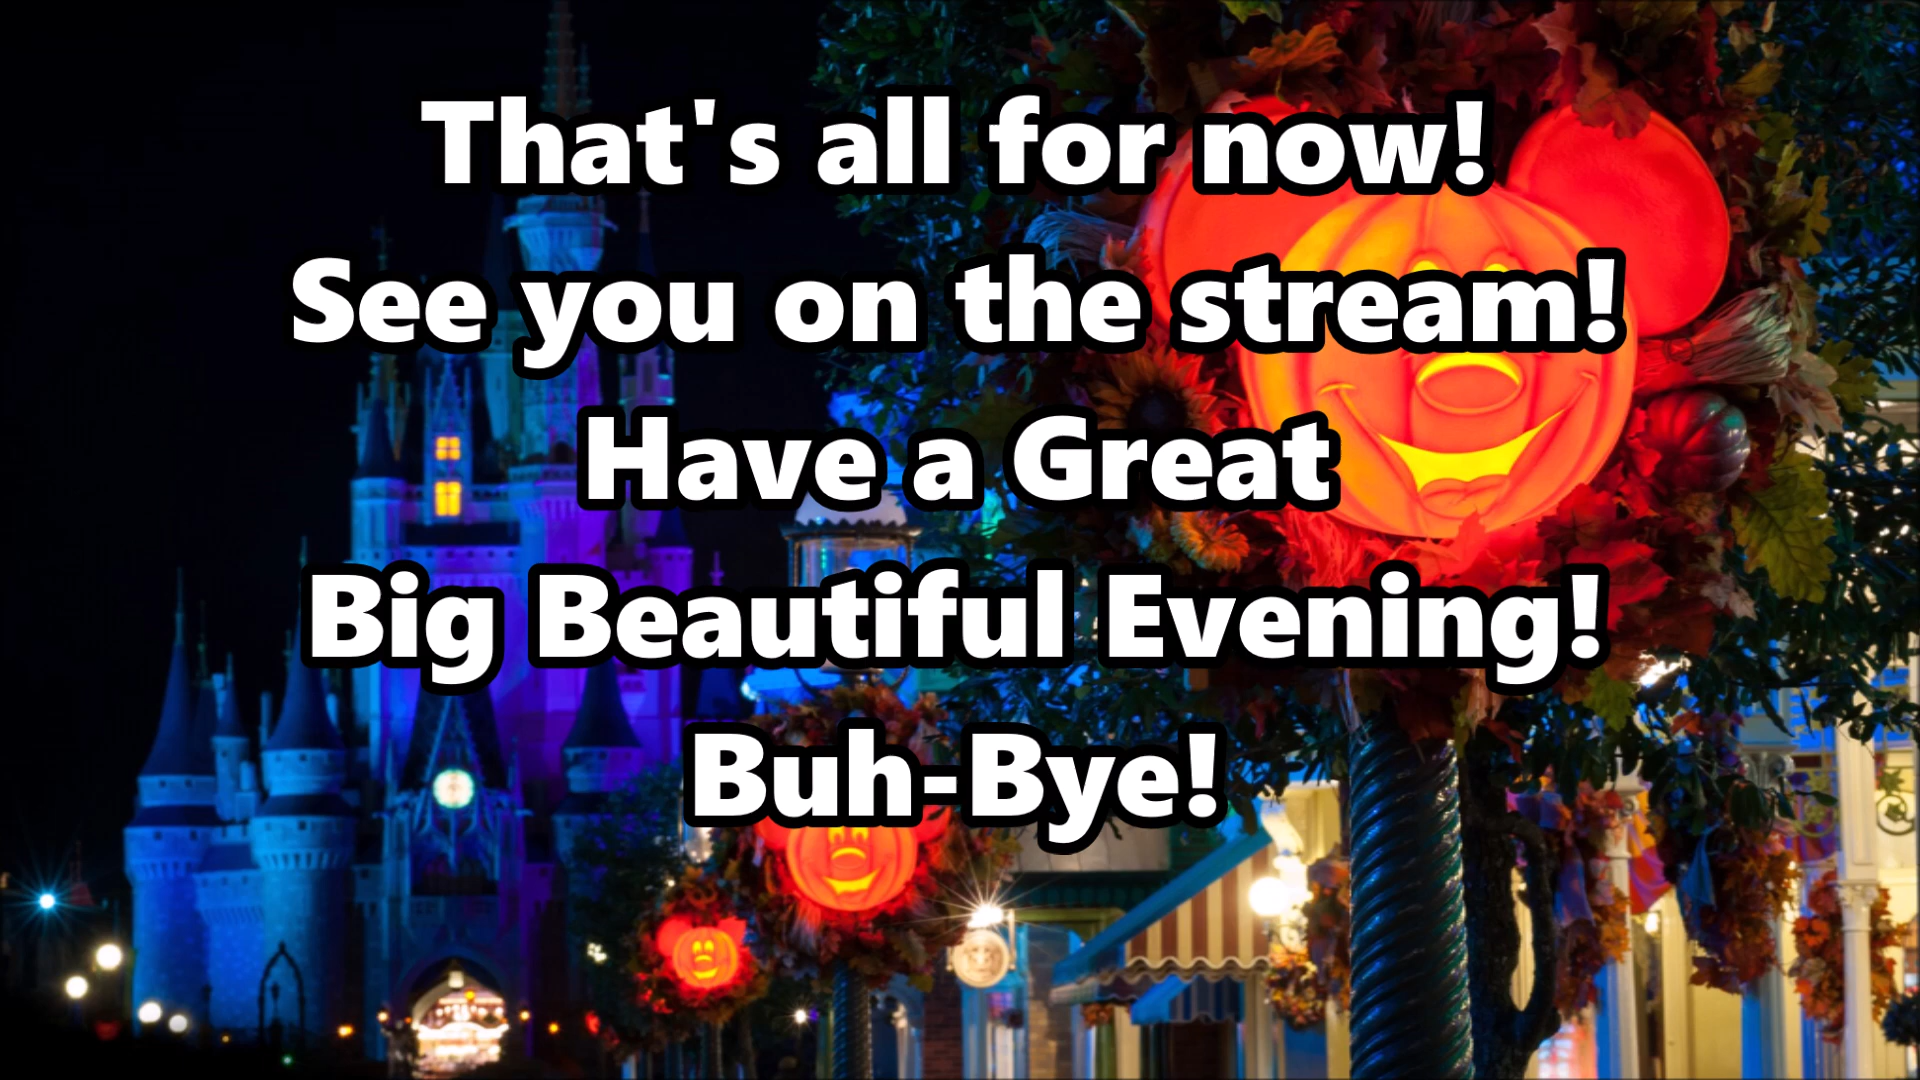 That's all for now!
See you on the stream!
Have a Great
Big Beautiful Evening!
Buh-Bye!